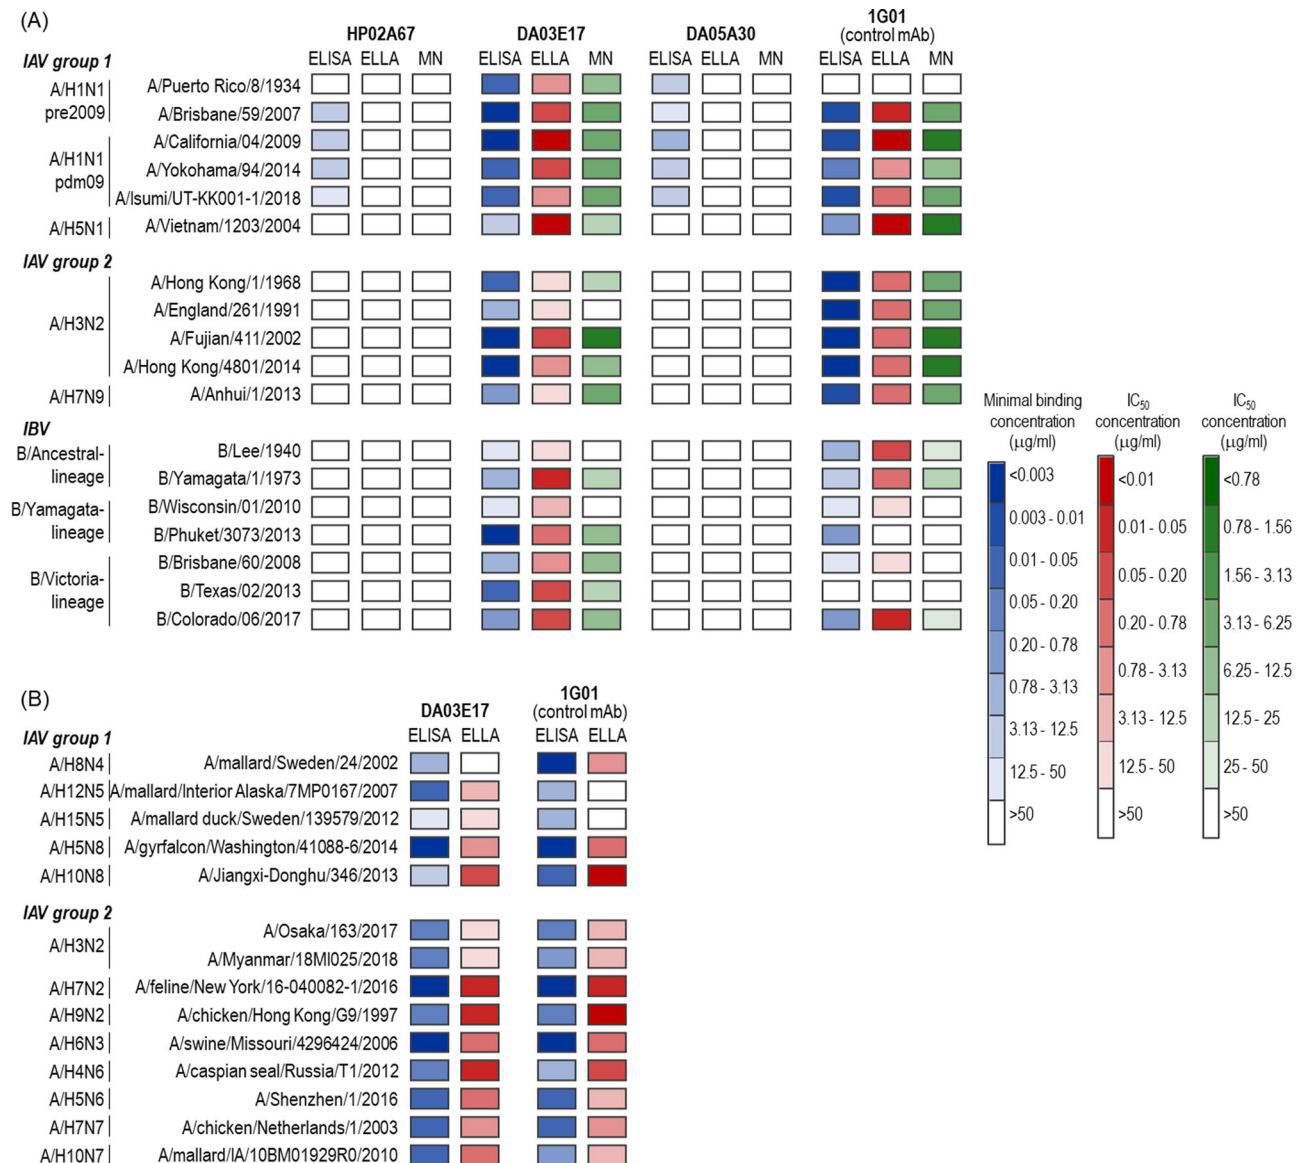 (A)
HP02A67 DA03E17 DA05A30 1G01
(control mAb)
ELISA ELLA MN ELISA ELLA MN ELISA ELLA MN ELISA ELLA MN
IAV group 1
A/H1N1
pre2009
A/Puerto Rico/8/1934
A/Brisbane/59/2007
A/H1N1
pdm09
A/California/04/2009
A/Yokohama/94/2014
A/Isumi/UT-KK001-1/2018
A/H5N1 A/Vietnam/1203/2004
IAV group 2
A/H3N2
A/Hong Kong/1/1968
A/England/261/1991
A/Fujian/411/2002
A/Hong Kong/4801/2014
A/H7N9 A/Anhui/1/2013
IBV
B/Ancestral-
lineage
B/Lee/1940
B/Yamagata/1/1973
B/Yamagata-
lineage
B/Wisconsin/01/2010
B/Phuket/3073/2013
B/Victoria-
lineage
B/Brisbane/60/2008
B/Texas/02/2013
B/Colorado/06/2017
Minimal binding
concentration
(μg/ml)
<0.003
0.003 - 0.01
0.01 - 0.05
0.05 - 0.20
0.20 - 0.78
0.78 - 3.13
3.13 - 12.5
12.5 - 50
>50
IC50
concentration
(μg/ml)
<0.01
0.01 - 0.05
0.05 - 0.20
0.20 - 0.78
0.78 - 3.13
3.13 - 12.5
12.5 - 50
>50
IC50
concentration
(μg/ml)
<0.78
0.78 - 1.56
1.56 - 3.13
3.13 - 6.25
6.25 - 12.5
12.5 - 25
25 - 50
>50
(B)
DA03E17 1G01
(control mAb)
ELISA ELLA ELISA ELLA
IAV group 1
A/H8N4 A/mallard/Sweden/24/2002
A/H12N5 A/mallard/Interior Alaska/7MP0167/2007
A/H15N5 A/mallard duck/Sweden/139579/2012
A/H5N8 A/gyrfalcon/Washington/41088-6/2014
A/H10N8 A/Jiangxi-Donghu/346/2013
IAV group 2
A/H3N2
A/Osaka/163/2017
A/Myanmar/18MI025/2018
A/H7N2 A/feline/New York/16-040082-1/2016
A/H9N2 A/chicken/Hong Kong/G9/1997
A/H6N3 A/swine/Missouri/4296424/2006
A/H4N6 A/caspian seal/Russia/T1/2012
A/H5N6 A/Shenzhen/1/2016
A/H7N7 A/chicken/Netherlands/1/2003
A/H10N7 A/mallard/IA/10BM01929R0/2010